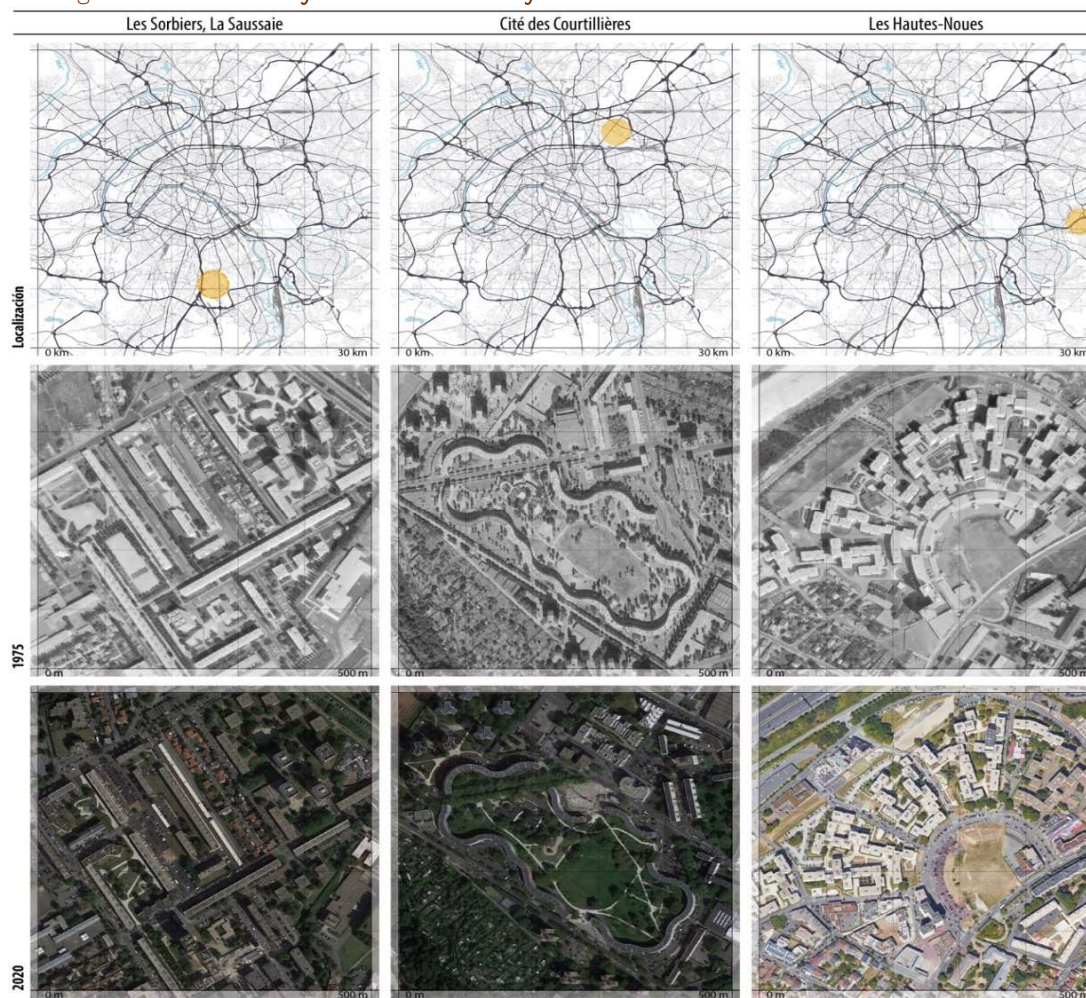 Les Sorbiers, La Saussaie
Cité des Courtillières
Les Hautes-Noues
Localización
0 km
30 km
0 km
30 km
0 km
30 km
1975
0 m
500 m
0 m
500 m
0 m
500 m
2020
0 m
500 m
0 m
500 m
0 m
500 m